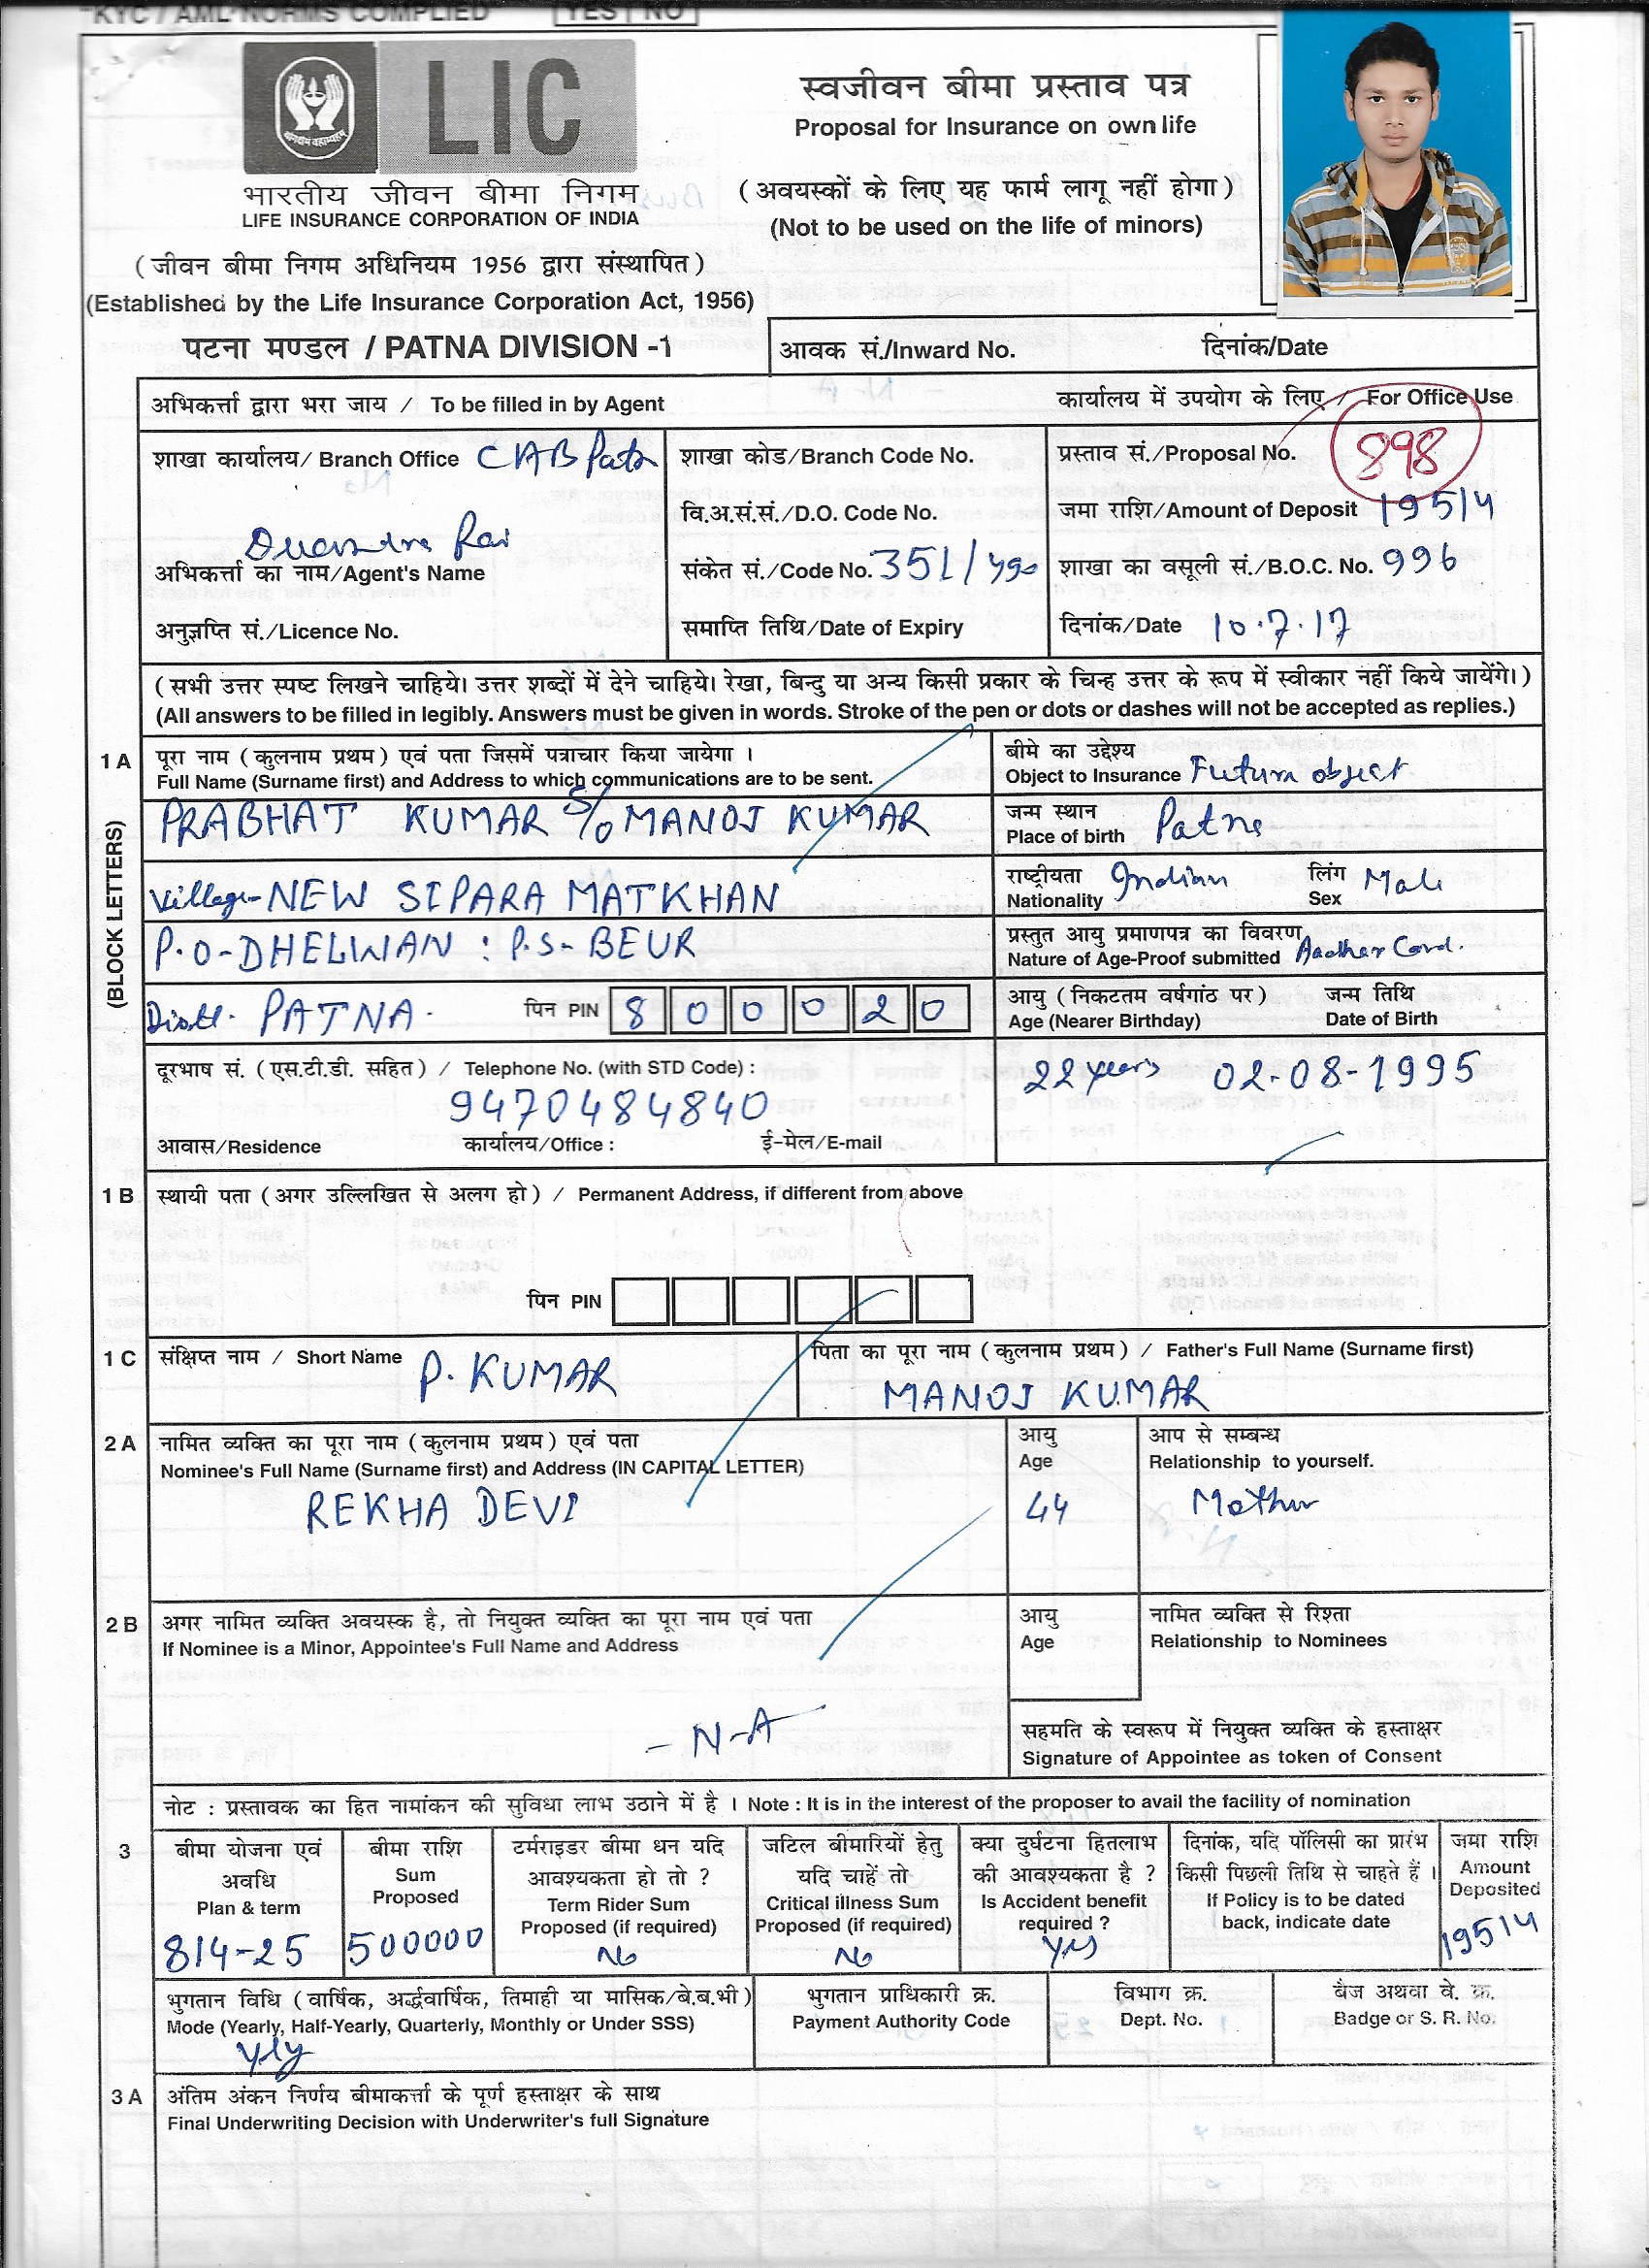 KYC / AML NORMS COMPLIED YES NO
LIC
भारतीय जीवन बीमा निगम
LIFE INSURANCE CORPORATION OF INDIA
( जीवन बीमा निगम अधिनियम 1956 द्वारा संस्थापित )
(Established by the Life Insurance Corporation Act, 1956)
पटना मण्डल / PATNA DIVISION -1
स्वजीवन बीमा प्रस्ताव पत्र
Proposal for Insurance on own life
( अवयस्कों के लिए यह फार्म लागू नहीं होगा )
(Not to be used on the life of minors)
आवक सं./Inward No. दिनांक/Date
अभिकर्त्ता द्वारा भरा जाय / To be filled in by Agent
कार्यालय में उपयोग के लिए / For Office Use
शाखा कार्यालय/ Branch Office CAB Patn
शाखा कोड/Branch Code No.
प्रस्ताव सं./Proposal No. 898
वि.अ.सं.सं./D.O. Code No.
जमा राशि/Amount of Deposit 19514
Rai
अभिकर्त्ता का नाम/Agent's Name
संकेत सं./Code No. 351/490
शाखा का वसूली सं./B.O.C. No. 996
अनुज्ञप्ति सं./Licence No.
समाप्ति तिथि/Date of Expiry
दिनांक/Date 10.7.17
( सभी उत्तर स्पष्ट लिखने चाहिये। उत्तर शब्दों में देने चाहिये। रेखा, बिन्दु या अन्य किसी प्रकार के चिन्ह उत्तर के रूप में स्वीकार नहीं किये जायेंगे। )
(All answers to be filled in legibly. Answers must be given in words. Stroke of the pen or dots or dashes will not be accepted as replies.)
1 A पूरा नाम ( कुलनाम प्रथम ) एवं पता जिसमें पत्राचार किया जायेगा ।
Full Name (Surname first) and Address to which communications are to be sent.
(BLOCK LETTERS)
PRABHAT KUMAR S/O MANOJ KUMAR
Village- NEW SIPARA MATKHAN
P.O-DHELWAN : P.S- BEUR
Distt. PATNA. पिन PIN 8 0 0 0 2 0
बीमे का उद्देश्य
Object to Insurance Futurn object
जन्म स्थान
Place of birth Patna
राष्ट्रीयता Indian लिंग Male
Nationality Sex
प्रस्तुत आयु प्रमाणपत्र का विवरण
Nature of Age-Proof submitted Aadhar Card.
आयु ( निकटतम वर्षगांठ पर ) जन्म तिथि
Age (Nearer Birthday) Date of Birth
22 years 02-08-1995
दूरभाष सं. ( एस.टी.डी. सहित ) / Telephone No. (with STD Code) :
9470484840
आवास/Residence कार्यालय/Office : ई-मेल/E-mail
1 B स्थायी पता ( अगर उल्लिखित से अलग हो ) / Permanent Address, if different from above
पिन PIN
1 C संक्षिप्त नाम / Short Name P. KUMAR
पिता का पूरा नाम ( कुलनाम प्रथम ) / Father's Full Name (Surname first)
MANOJ KUMAR
2 A नामित व्यक्ति का पूरा नाम ( कुलनाम प्रथम ) एवं पता
Nominee's Full Name (Surname first) and Address (IN CAPITAL LETTER)
REKHA DEVI
आयु
Age
44
आप से सम्बन्ध
Relationship to yourself.
Mother
2 B अगर नामित व्यक्ति अवयस्क है, तो नियुक्त व्यक्ति का पूरा नाम एवं पता
If Nominee is a Minor, Appointee's Full Name and Address
- N-A
आयु
Age
नामित व्यक्ति से रिश्ता
Relationship to Nominees
सहमति के स्वरूप में नियुक्त व्यक्ति के हस्ताक्षर
Signature of Appointee as token of Consent
नोट : प्रस्तावक का हित नामांकन की सुविधा लाभ उठाने में है । Note : It is in the interest of the proposer to avail the facility of nomination
3 बीमा योजना एवं
अवधि
Plan & term
814-25
बीमा राशि
Sum
Proposed
500000
टर्मराइडर बीमा धन यदि
आवश्यकता हो तो ?
Term Rider Sum
Proposed (if required)
No
जटिल बीमारियों हेतु
यदि चाहें तो
Critical illness Sum
Proposed (if required)
No
क्या दुर्घटना हितलाभ
की आवश्यकता है ?
Is Accident benefit
required ?
Yes
दिनांक, यदि पॉलिसी का प्रारंभ
किसी पिछली तिथि से चाहते हैं ।
If Policy is to be dated
back, indicate date
जमा राशि
Amount
Deposited
19514
भुगतान विधि ( वार्षिक, अर्द्धवार्षिक, तिमाही या मासिक/बे.ब.भी )
Mode (Yearly, Half-Yearly, Quarterly, Monthly or Under SSS)
Yly
भुगतान प्राधिकारी क्र.
Payment Authority Code
विभाग क्र.
Dept. No.
बैज अथवा वे. क्र.
Badge or S. R. No.
3 A अंतिम अंकन निर्णय बीमाकर्त्ता के पूर्ण हस्ताक्षर के साथ
Final Underwriting Decision with Underwriter's full Signature